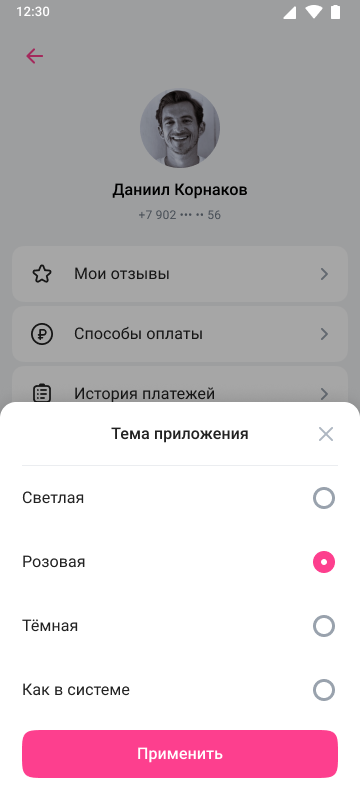 12:30
Даниил Корнаков
+7 902 ••• •• 56
Мои отзывы
Способы оплаты
История платежей
Тема приложения
Светлая
Розовая
Тёмная
Как в системе
Применить